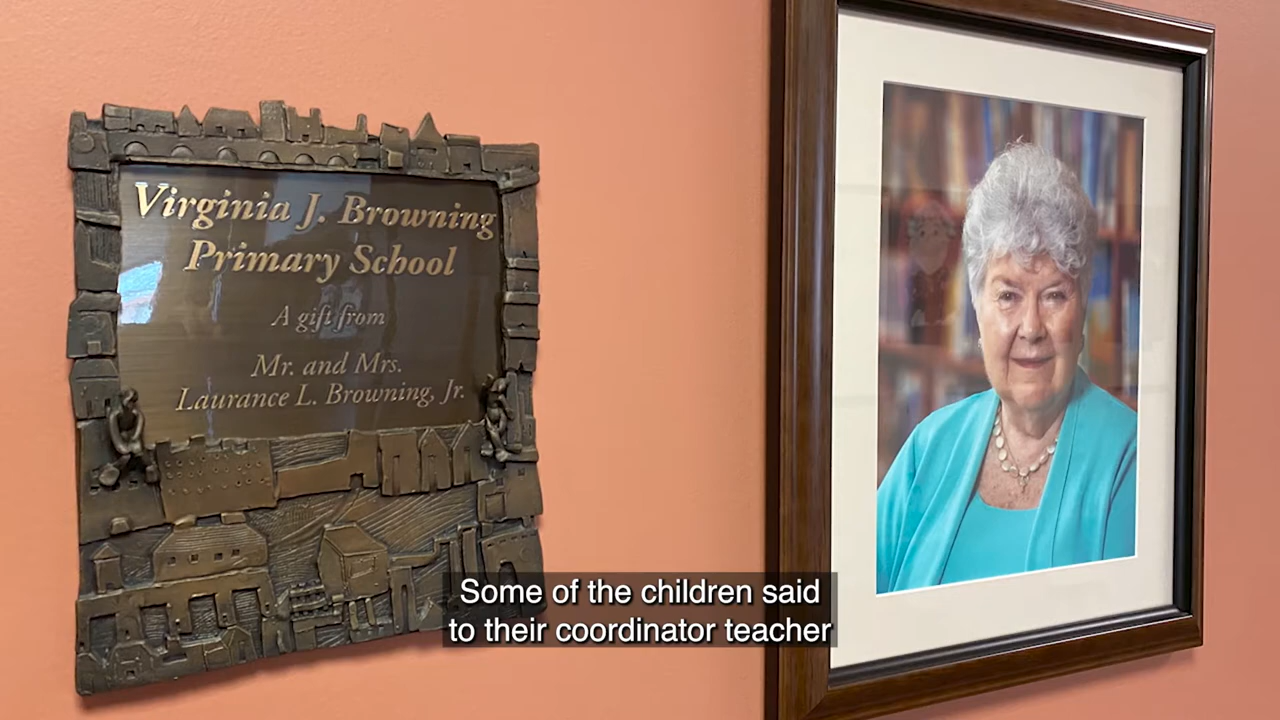 Virginia J. Browning
Primary School
A gift from
Mr. and Mrs.
Laurance L. Browning, Jr.
Some of the children said
to their coordinator teacher